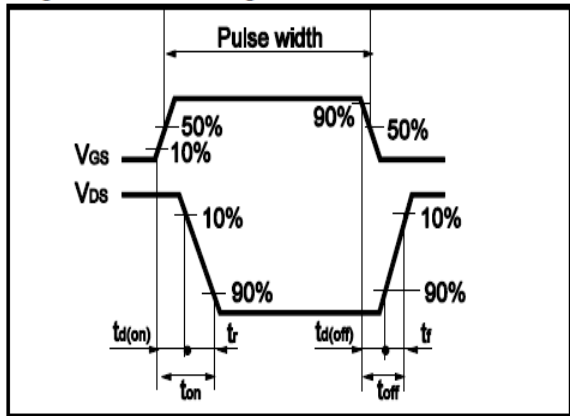 Pulse width
90%
50%
50%
10%
VGS
VDS
10%
10%
90%
90%
td(on) tr td(off) tf
ton toff